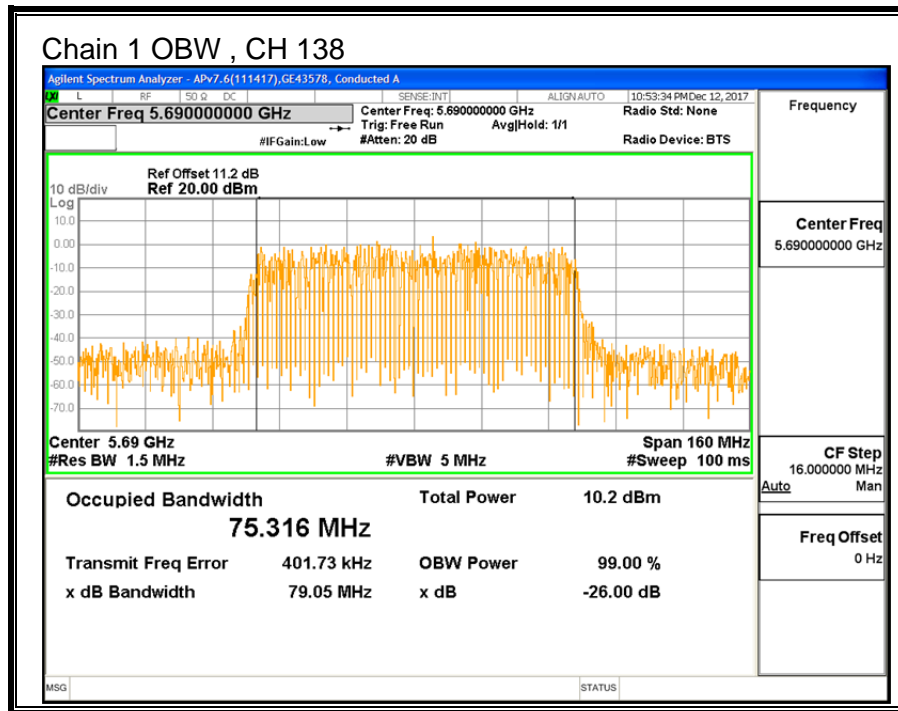 Chain 1 OBW , CH 138
Agilent Spectrum Analyzer - APv7.6(111417),GE43578, Conducted A
LXI L RF 50 Ω DC SENSE:INT ALIGN AUTO 10:53:34 PM Dec 12, 2017
Center Freq 5.690000000 GHz
Center Freq: 5.690000000 GHz Radio Std: None
Trig: Free Run Avg|Hold: 1/1
#IFGain:Low #Atten: 20 dB Radio Device: BTS
Ref Offset 11.2 dB
10 dB/div Ref 20.00 dBm
Log
10.0
0.00
-10.0
-20.0
-30.0
-40.0
-50.0
-60.0
-70.0
Center 5.69 GHz Span 160 MHz
#Res BW 1.5 MHz #VBW 5 MHz #Sweep 100 ms
Occupied Bandwidth Total Power 10.2 dBm
75.316 MHz
Transmit Freq Error 401.73 kHz OBW Power 99.00 %
x dB Bandwidth 79.05 MHz x dB -26.00 dB
MSG STATUS
Frequency
Center Freq
5.690000000 GHz
CF Step
16.000000 MHz
Auto Man
Freq Offset
0 Hz